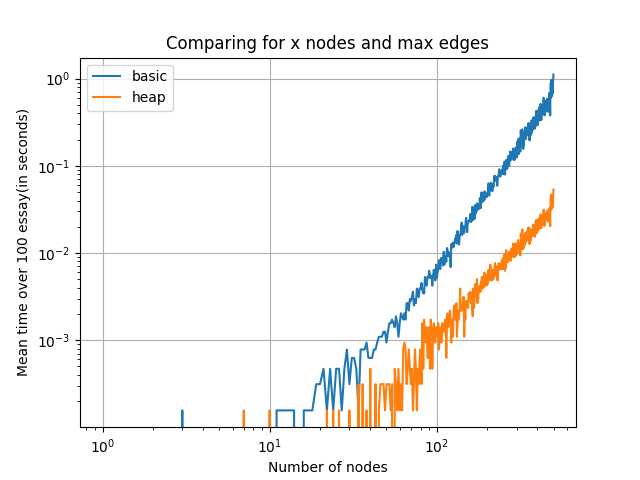 Comparing for x nodes and max edges
basic
heap
Mean time over 100 essay(in seconds)
10⁰
10⁻¹
10⁻²
10⁻³
10⁰ 10¹ 10²
Number of nodes